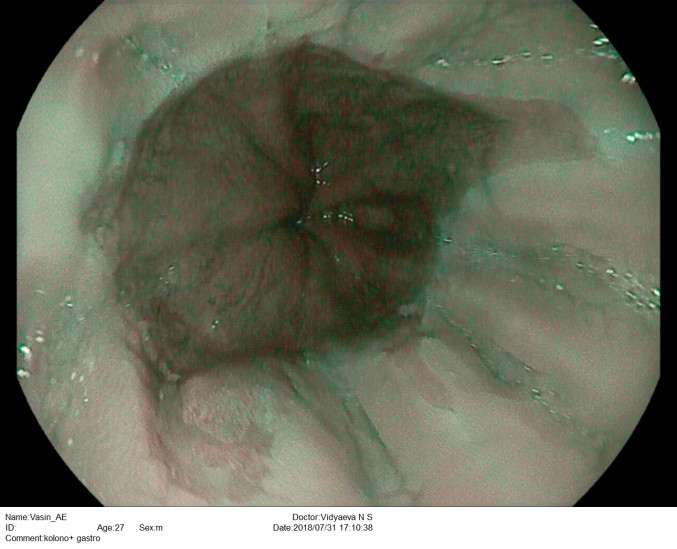 Name:Vasin_AE Doctor:Vidyaeva N S
ID: Age:27 Sex:m Date:2018/07/31 17:10:38
Comment:kolono+ gastro